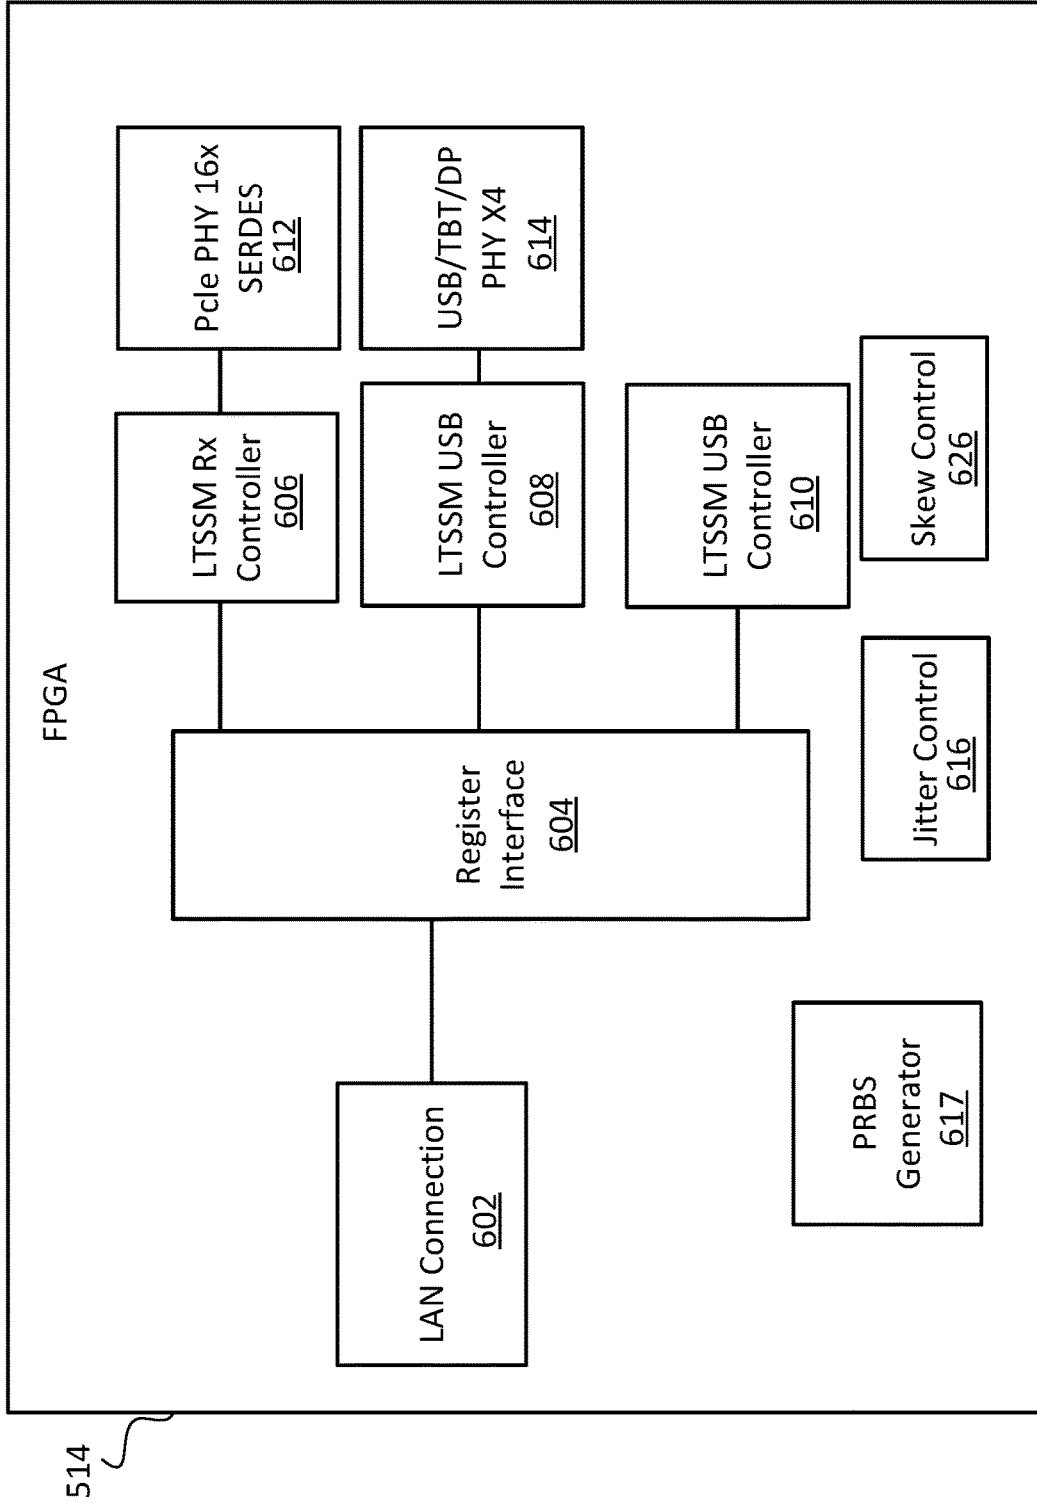 FPGA
514
LAN Connection
602
Register
Interface
604
LTSSM Rx
Controller
606
PcIe PHY 16x
SERDES
612
LTSSM USB
Controller
608
USB/TBT/DP
PHY X4
614
LTSSM USB
Controller
610
PRBS
Generator
617
Jitter Control
616
Skew Control
626